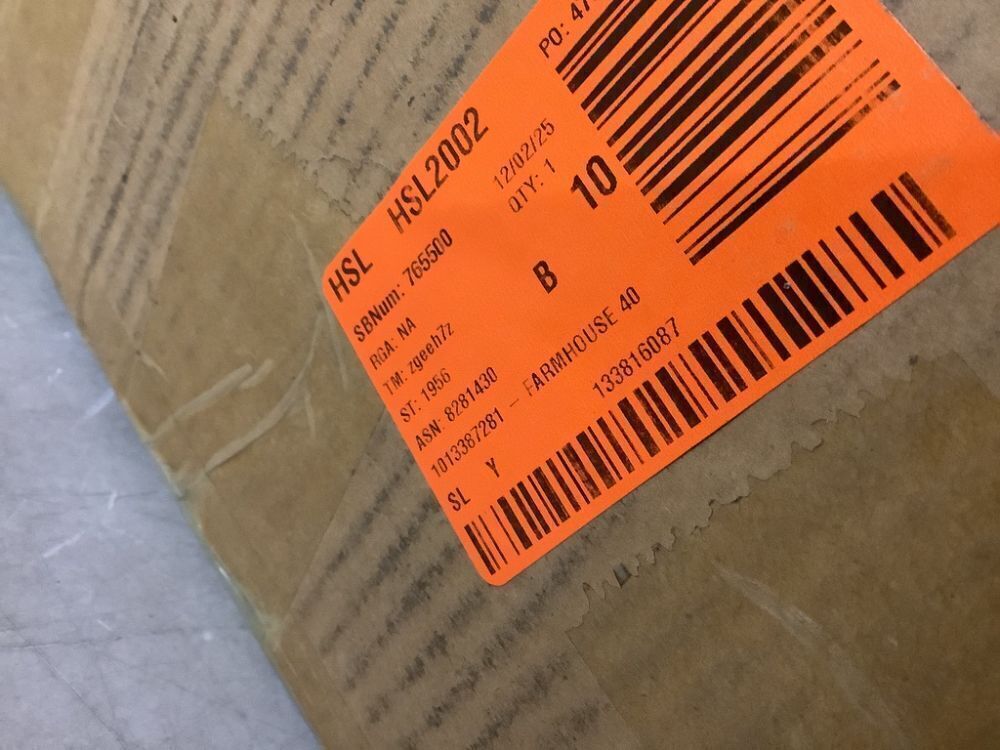 PO:
HSL HSL2002
SBNum: 765500 12/02/25
RGA: NA QTY: 1
TM: zgeeh7z 10
ST: 1956 B
ASN: 8281430
1013387281 - FARMHOUSE 40
SL Y 133816087